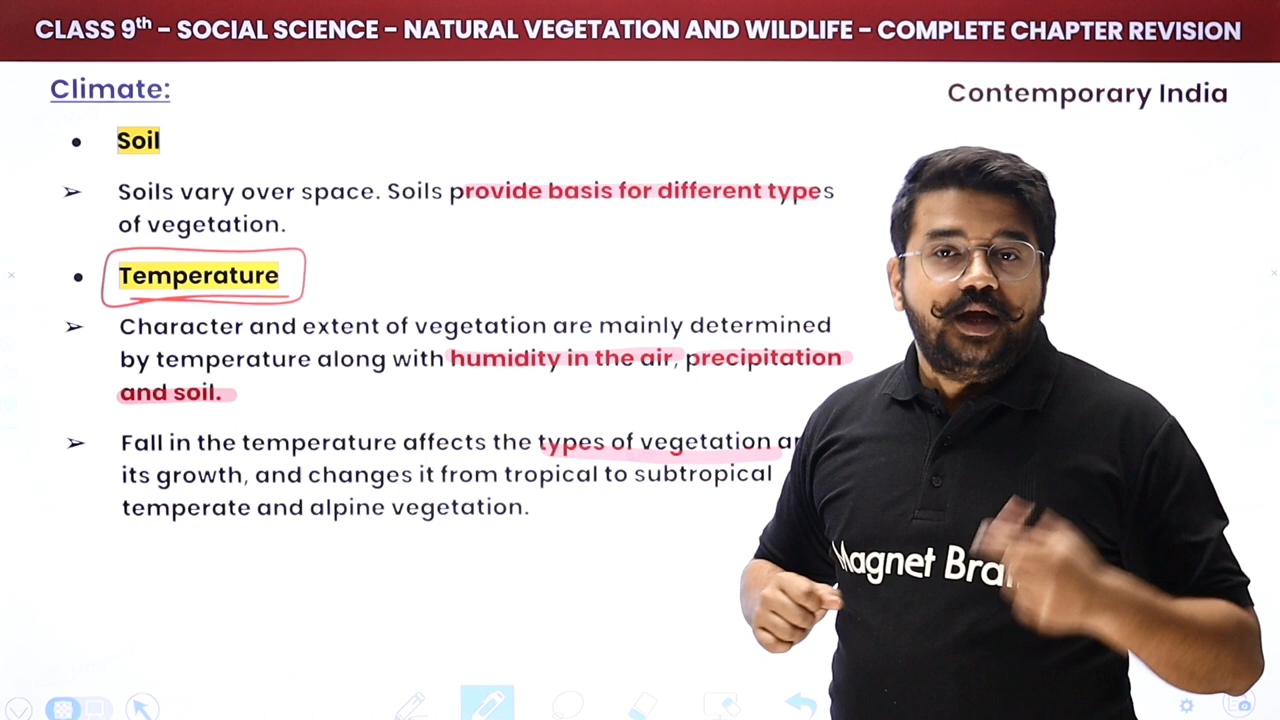 CLASS 9th – SOCIAL SCIENCE – NATURAL VEGETATION AND WILDLIFE – COMPLETE CHAPTER REVISION
Climate:
Contemporary India
• Soil
➢ Soils vary over space. Soils provide basis for different types
of vegetation.
• Temperature
➢ Character and extent of vegetation are mainly determined
by temperature along with humidity in the air, precipitation
and soil.
➢ Fall in the temperature affects the types of vegetation
its growth, and changes it from tropical to subtropical
temperate and alpine vegetation.
Magnet